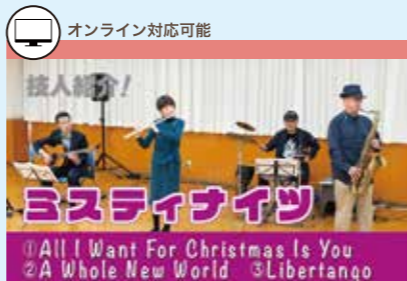 オンライン対応可能
技人紹介!
ミスティナイツ
①All I Want For Christmas Is You
②A Whole New World ③Libertango